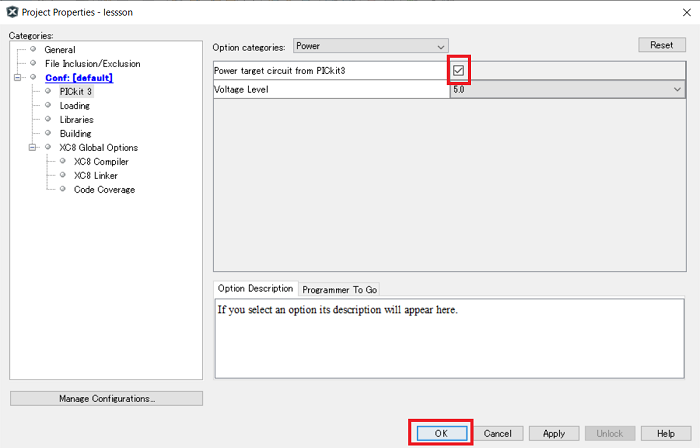 Project Properties - lessson
Categories:
General
File Inclusion/Exclusion
Conf: [default]
PICkit 3
Loading
Libraries
Building
XC8 Global Options
XC8 Compiler
XC8 Linker
Code Coverage
Manage Configurations...
Option categories: Power
Reset
Power target circuit from PICkit3
Voltage Level 5.0
Option Description Programmer To Go
If you select an option its description will appear here.
OK Cancel Apply Unlock Help